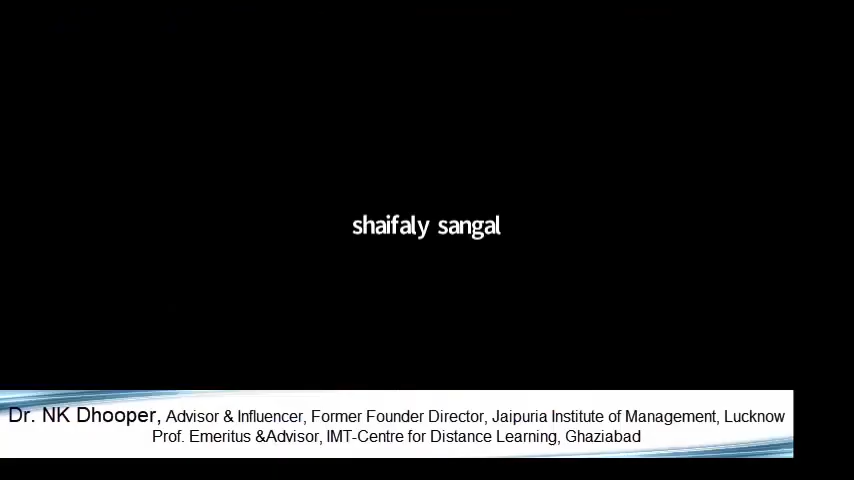 shaifaly sangal
Dr. NK Dhooper, Advisor & Influencer, Former Founder Director, Jaipuria Institute of Management, Lucknow
Prof. Emeritus &Advisor, IMT-Centre for Distance Learning, Ghaziabad